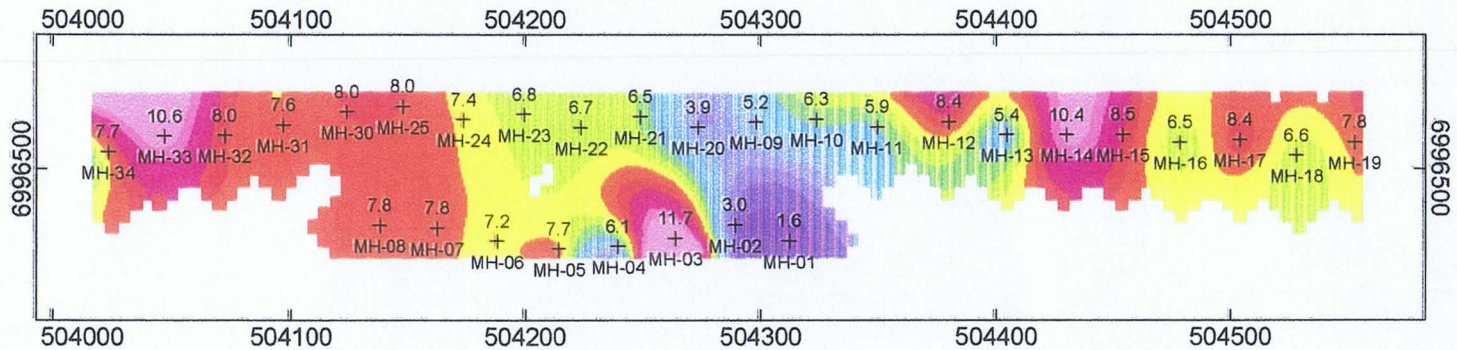 504000 504100 504200 504300 504400 504500
6996500
7.7 10.6 8.0 7.6 8.0 8.0 7.4 6.8 6.7 6.5 3.9 5.2 6.3 5.9 8.4 5.4 10.4 8.5 6.5 8.4 6.6 7.8
MH-34 MH-33 MH-32 MH-31 MH-30 MH-25 MH-24 MH-23 MH-22 MH-21 MH-20 MH-09 MH-10 MH-11 MH-12 MH-13 MH-14 MH-15 MH-16 MH-17 MH-18 MH-19
6996500
7.8 7.8 7.2 7.7 6.1 11.7 3.0 1.6
MH-08 MH-07 MH-06 MH-05 MH-04 MH-03 MH-02 MH-01
504000 504100 504200 504300 504400 504500